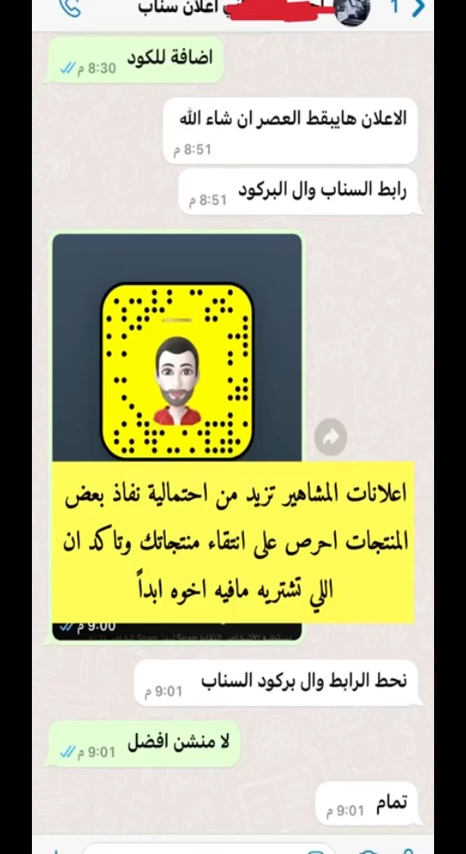 اعلان سناب
1
اضافة للكود
8:30 م
الاعلان هايبقط العصر ان شاء الله
8:51 م
رابط السناب وال البركود
8:51 م
اعلانات المشاهير تزيد من احتمالية نفاذ بعض
المنتجات احرص على انتقاء منتجاتك وتاكد ان
اللي تشتريه مافيه اخوه ابداً
9:00 م
نحط الرابط وال بركود السناب
9:01 م
لا منشن افضل
9:01 م
تمام
9:01 م